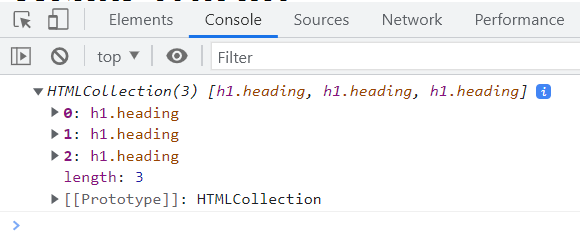 Elements Console Sources Network Performance
top Filter
HTMLCollection(3) [h1.heading, h1.heading, h1.heading] i
0: h1.heading
1: h1.heading
2: h1.heading
length: 3
[[Prototype]]: HTMLCollection